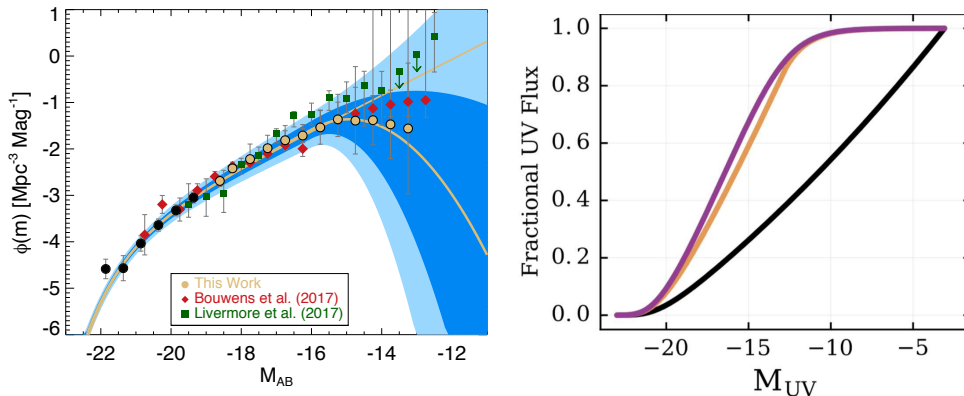 1
0
-1
-2
-3
-4
-5
-6
ϕ(m) [Mpc⁻³ Mag⁻¹]
This Work
Bouwens et al. (2017)
Livermore et al. (2017)
-22 -20 -18 -16 -14 -12
M_AB
1.0
0.8
0.6
0.4
0.2
0.0
Fractional UV Flux
−20 −15 −10 −5
M_UV